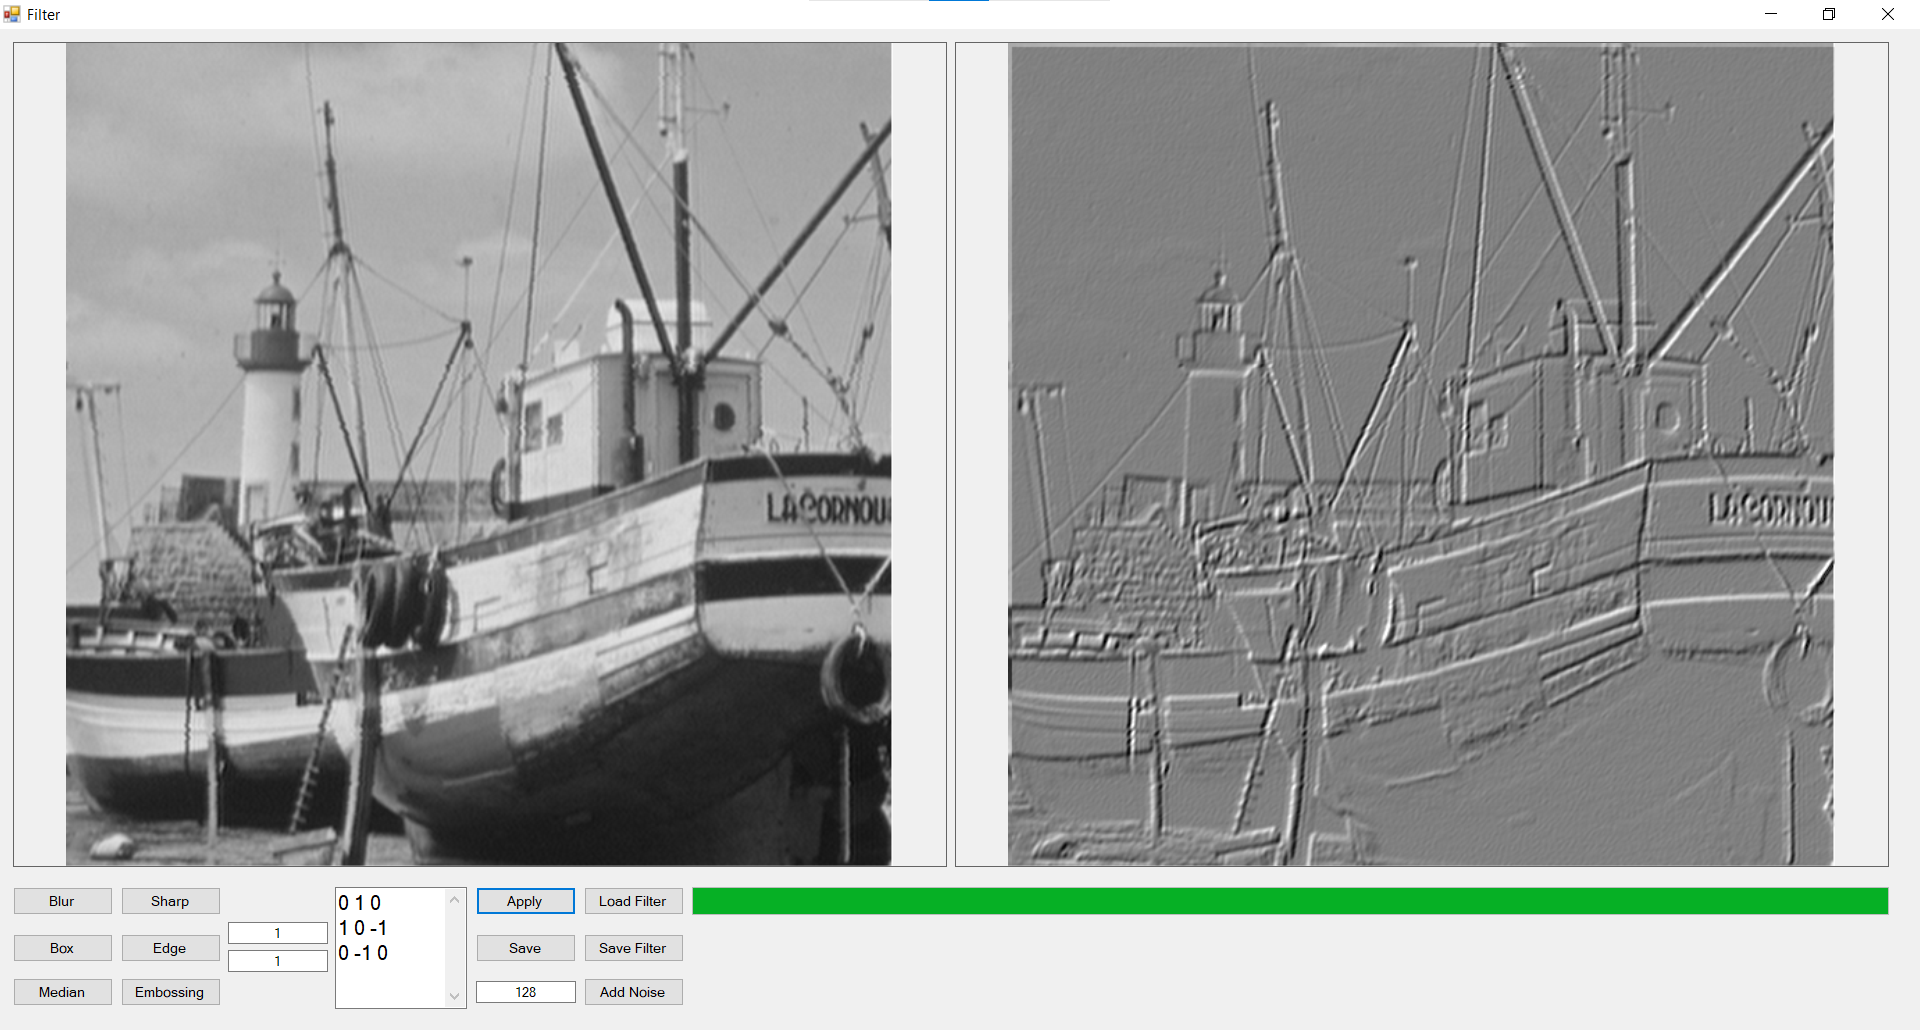 Filter
LACORNOU
LACORNOU
Blur
Sharp
0 1 0
1 0 -1
0 -1 0
Apply
Load Filter
1
Box
Edge
1
Save
Save Filter
Median
Embossing
128
Add Noise